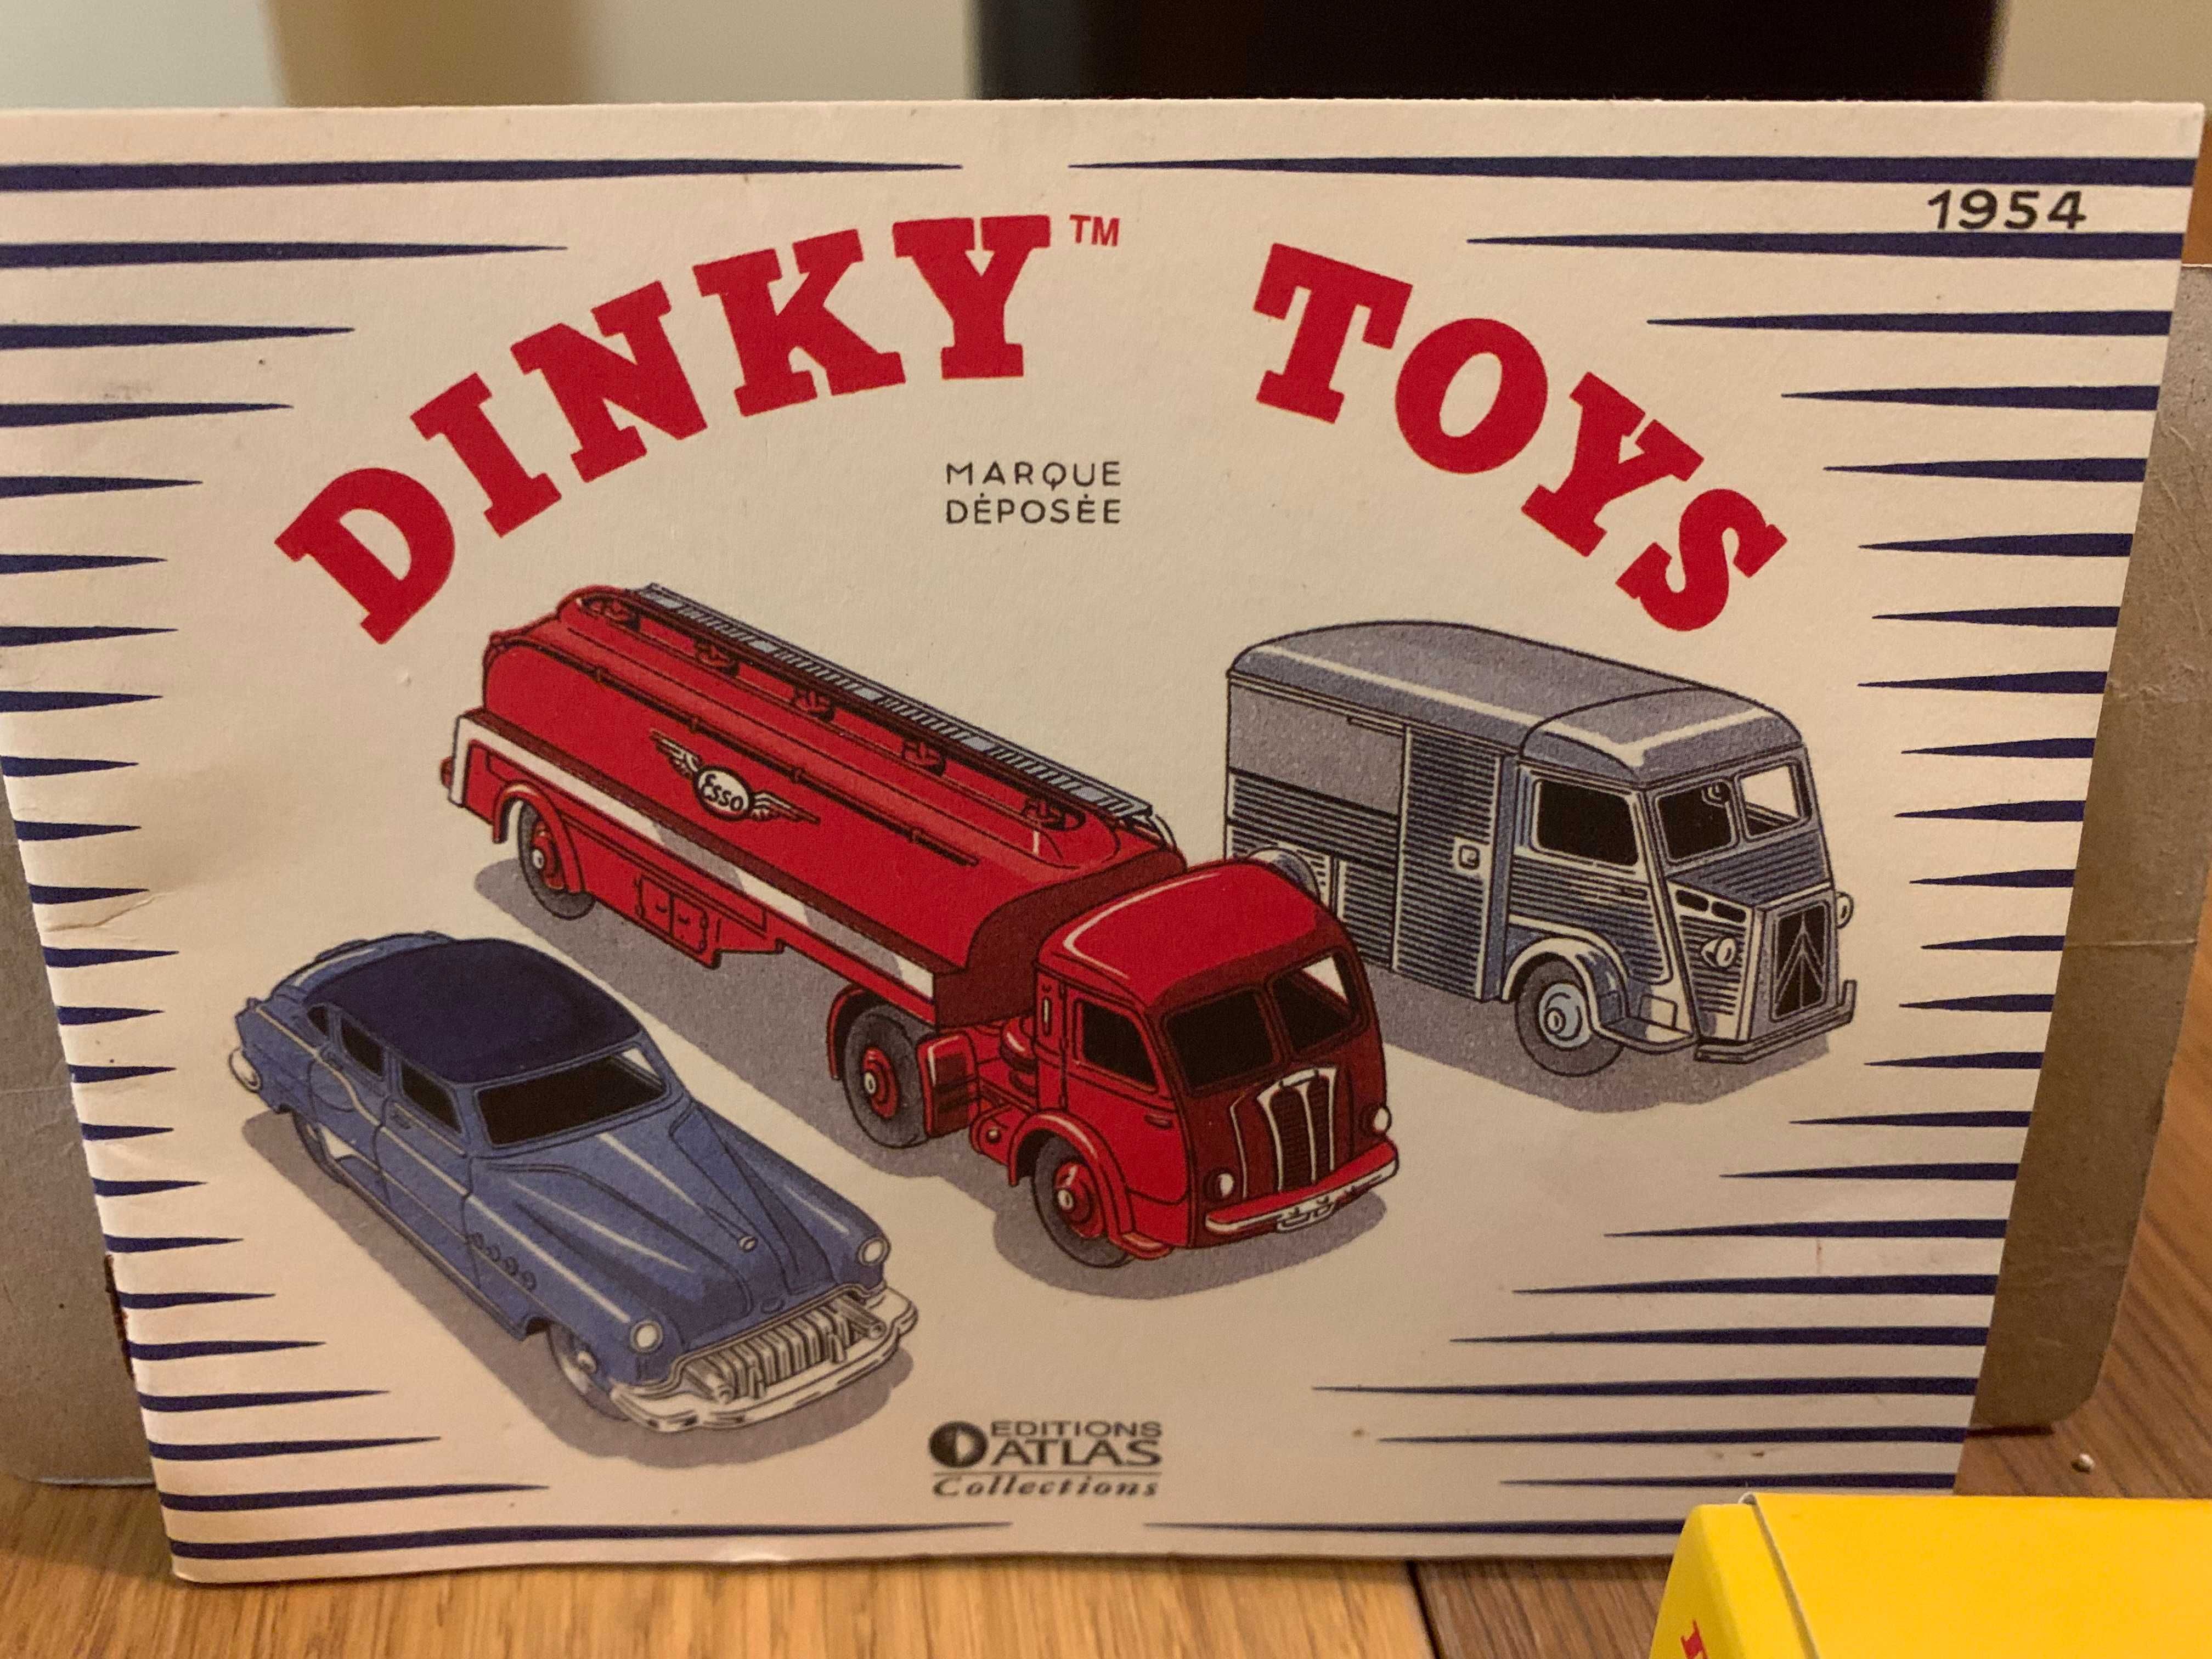 1954
DINKY™ TOYS
MARQUE
DÉPOSÉE
Esso
EDITIONS
ATLAS
Collections